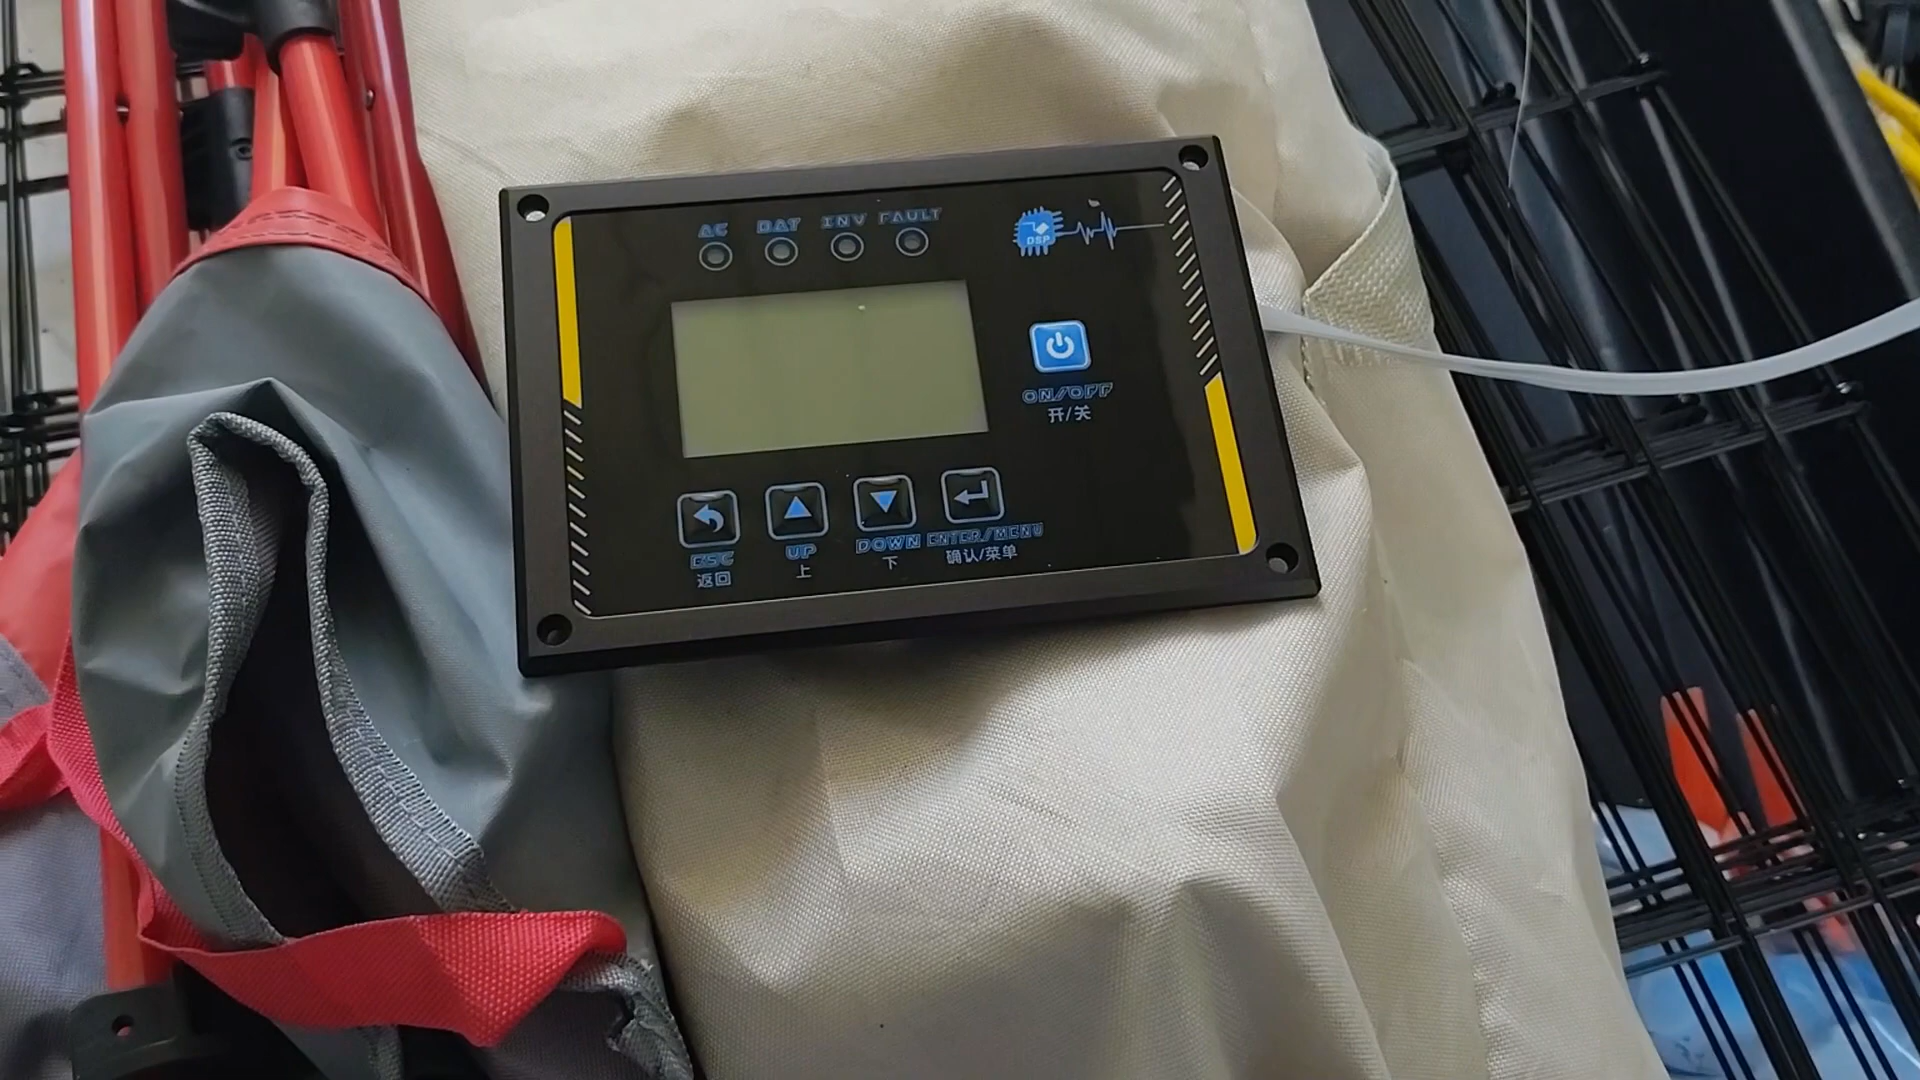 AC BAT INV FAULT
DSP
ON/OFF
开/关
ESC UP DOWN ENTER/MENU
返回 上 下 确认/菜单